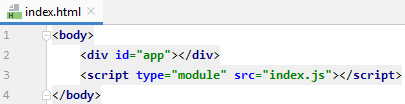 index.html
1 <body>
2     <div id="app"></div>
3     <script type="module" src="index.js"></script>
4 </body>